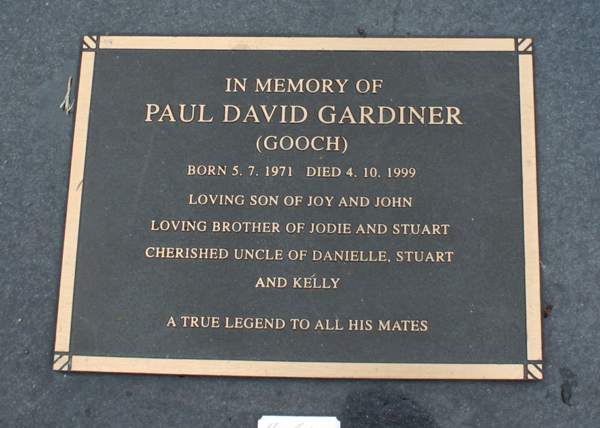 IN MEMORY OF
PAUL DAVID GARDINER
(GOOCH)
BORN 5. 7. 1971 DIED 4. 10. 1999
LOVING SON OF JOY AND JOHN
LOVING BROTHER OF JODIE AND STUART
CHERISHED UNCLE OF DANIELLE, STUART
AND KELLY
A TRUE LEGEND TO ALL HIS MATES